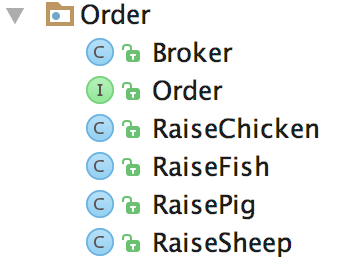 Order
C Broker
I Order
C RaiseChicken
C RaiseFish
C RaisePig
C RaiseSheep